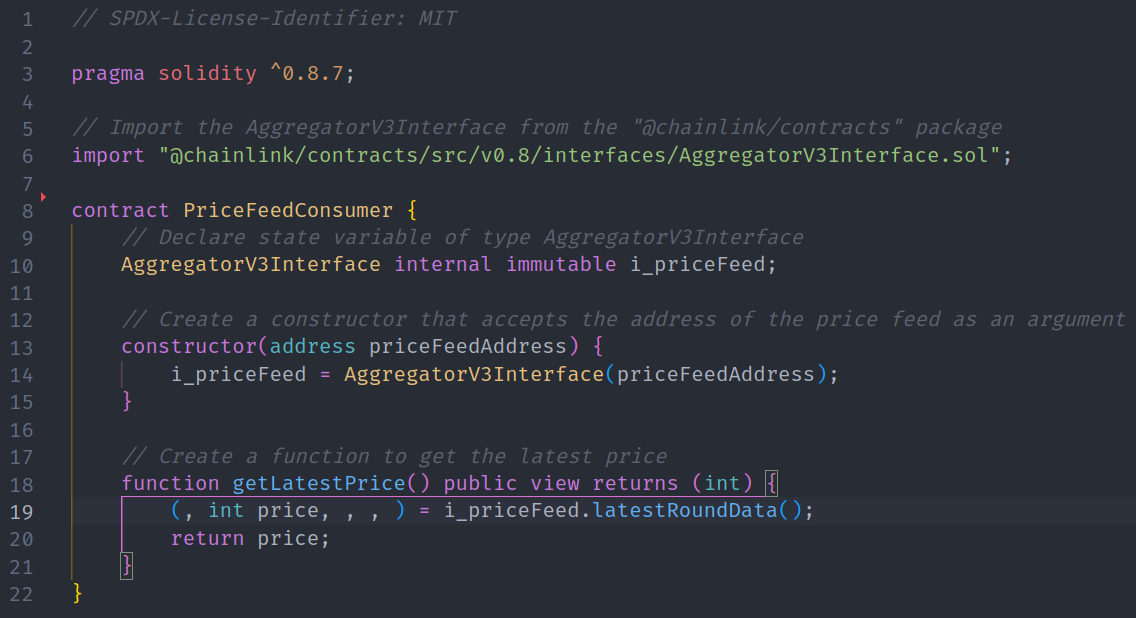 1 // SPDX-License-Identifier: MIT
2
3 pragma solidity ^0.8.7;
4
5 // Import the AggregatorV3Interface from the "@chainlink/contracts" package
6 import "@chainlink/contracts/src/v0.8/interfaces/AggregatorV3Interface.sol";
7
8 contract PriceFeedConsumer {
9     // Declare state variable of type AggregatorV3Interface
10     AggregatorV3Interface internal immutable i_priceFeed;
11
12     // Create a constructor that accepts the address of the price feed as an argument
13     constructor(address priceFeedAddress) {
14         i_priceFeed = AggregatorV3Interface(priceFeedAddress);
15     }
16
17     // Create a function to get the latest price
18     function getLatestPrice() public view returns (int) {
19         (, int price, , , ) = i_priceFeed.latestRoundData();
20         return price;
21     }
22 }